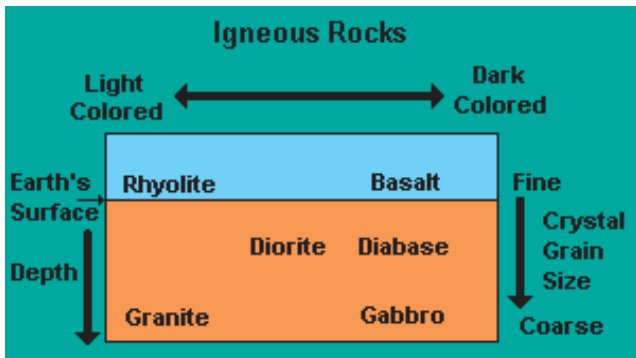 Igneous Rocks
Light
Colored
Dark
Colored
Earth's
Surface
Rhyolite
Basalt
Fine
Diorite
Diabase
Crystal
Grain
Size
Depth
Granite
Gabbro
Coarse